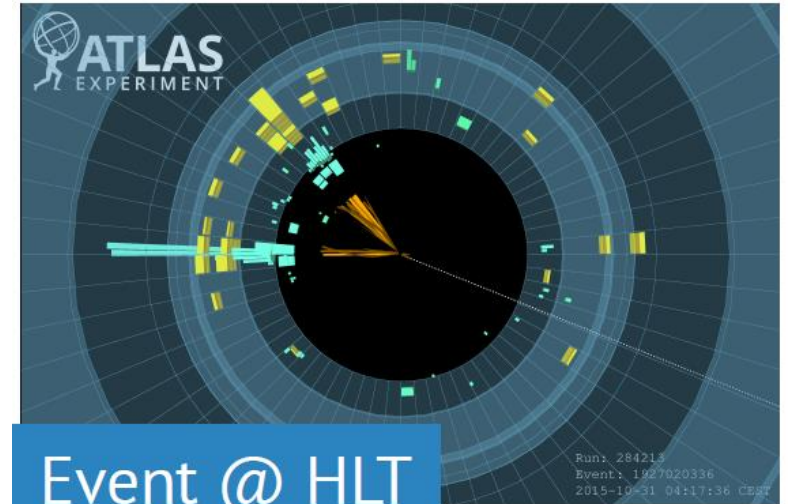 ATLAS
EXPERIMENT
Run: 284213
Event: 1927020336
2015-10-31 04:17:36 CEST
Event @ HLT